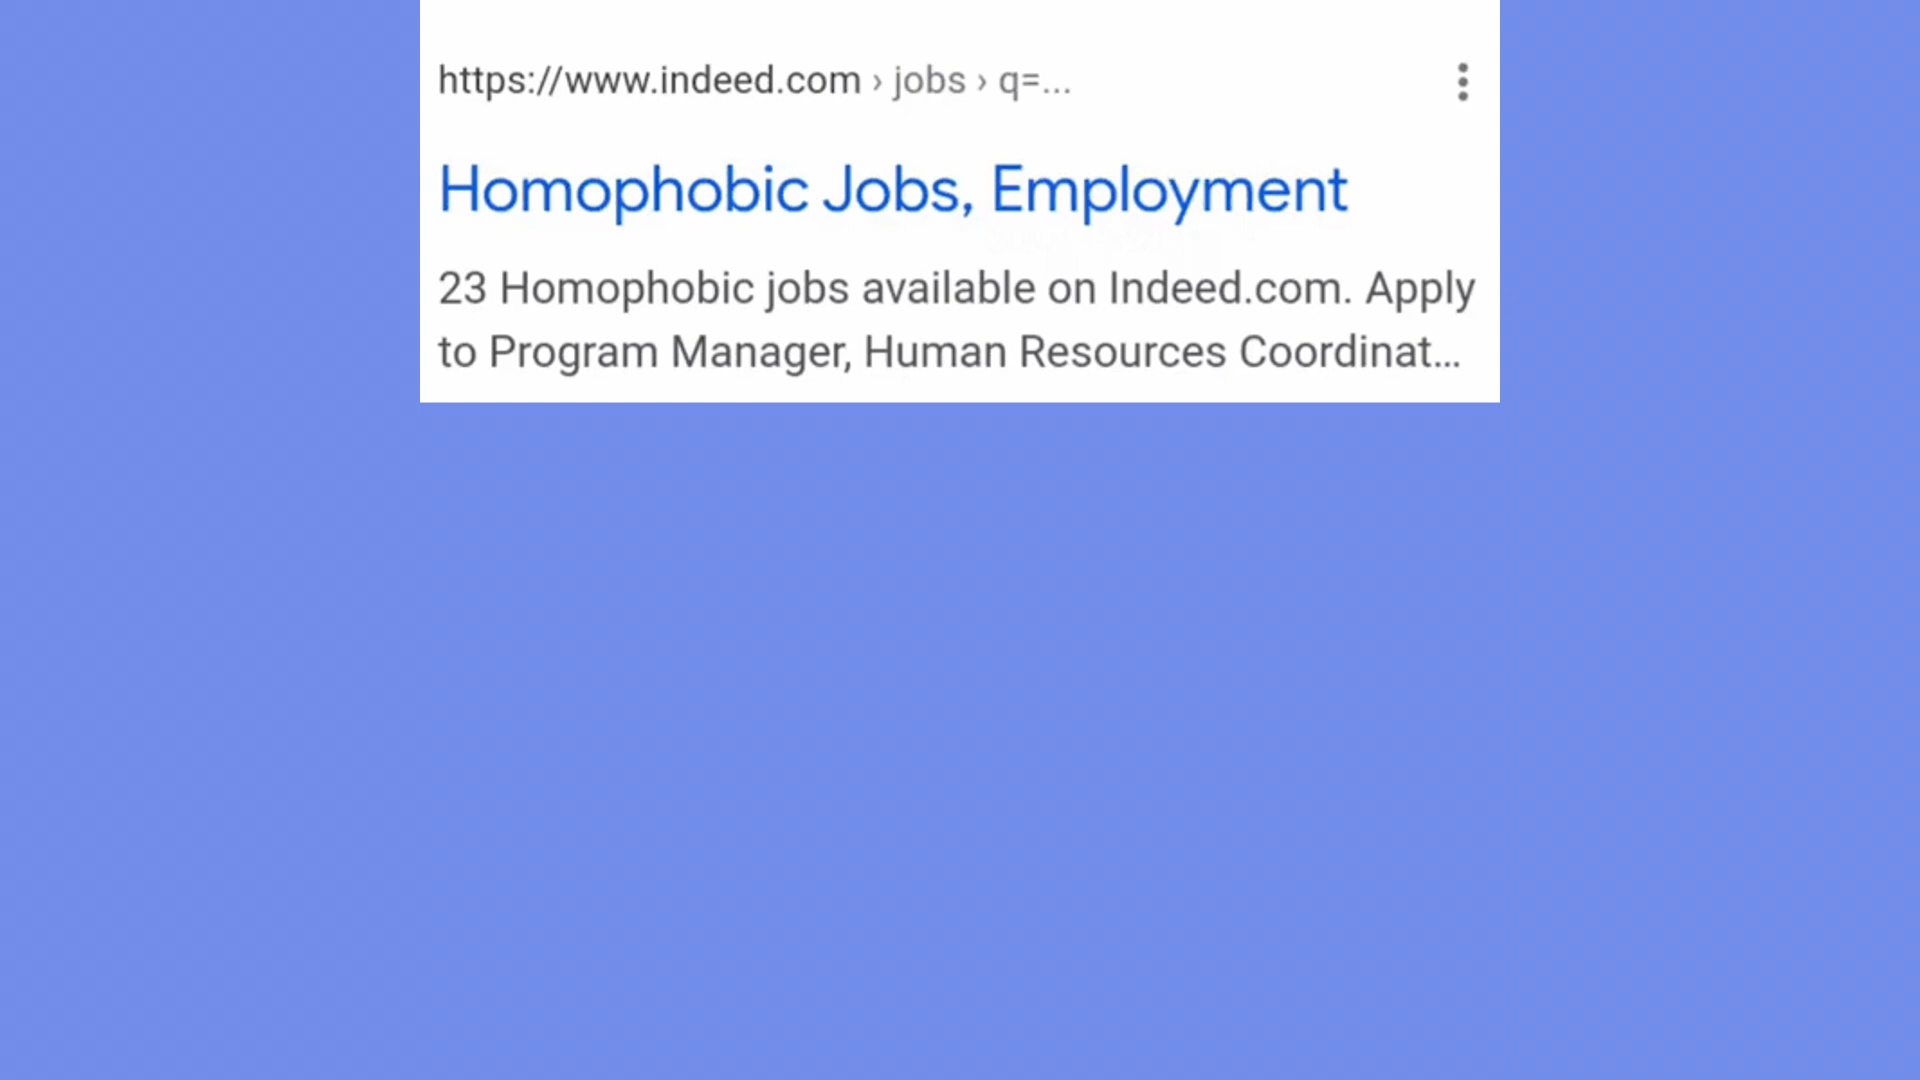 https://www.indeed.com › jobs › q=...
Homophobic Jobs, Employment
23 Homophobic jobs available on Indeed.com. Apply
to Program Manager, Human Resources Coordinat...